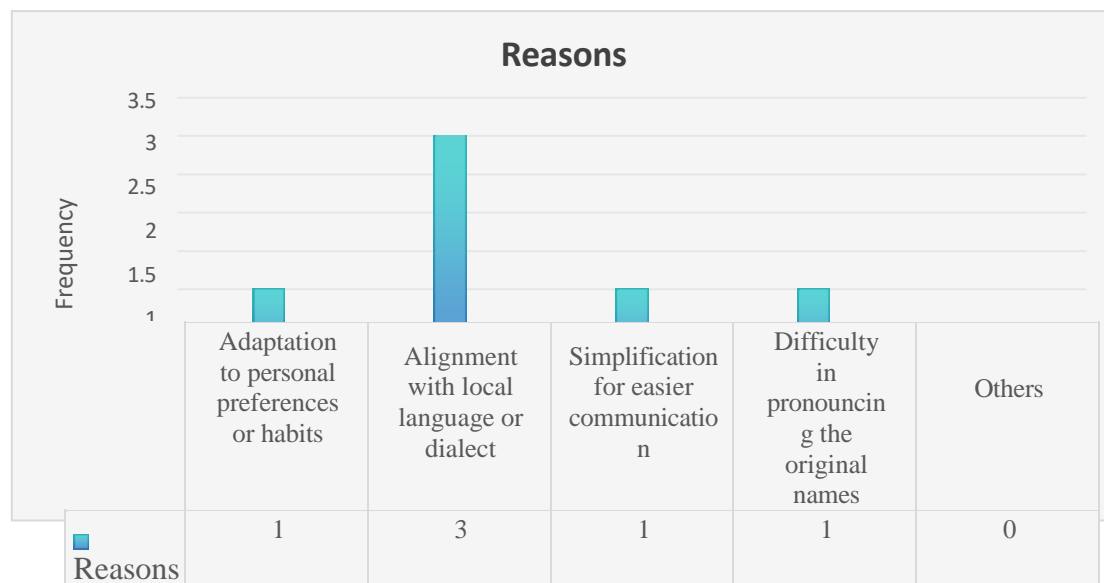 Reasons
3.5
3
2.5
2
1.5
1
Frequency
Adaptation
to personal
preferences
or habits
Alignment
with local
language or
dialect
Simplification
for easier
communicatio
n
Difficulty
in
pronouncin
g the
original
names
Others
Reasons
1
3
1
1
0